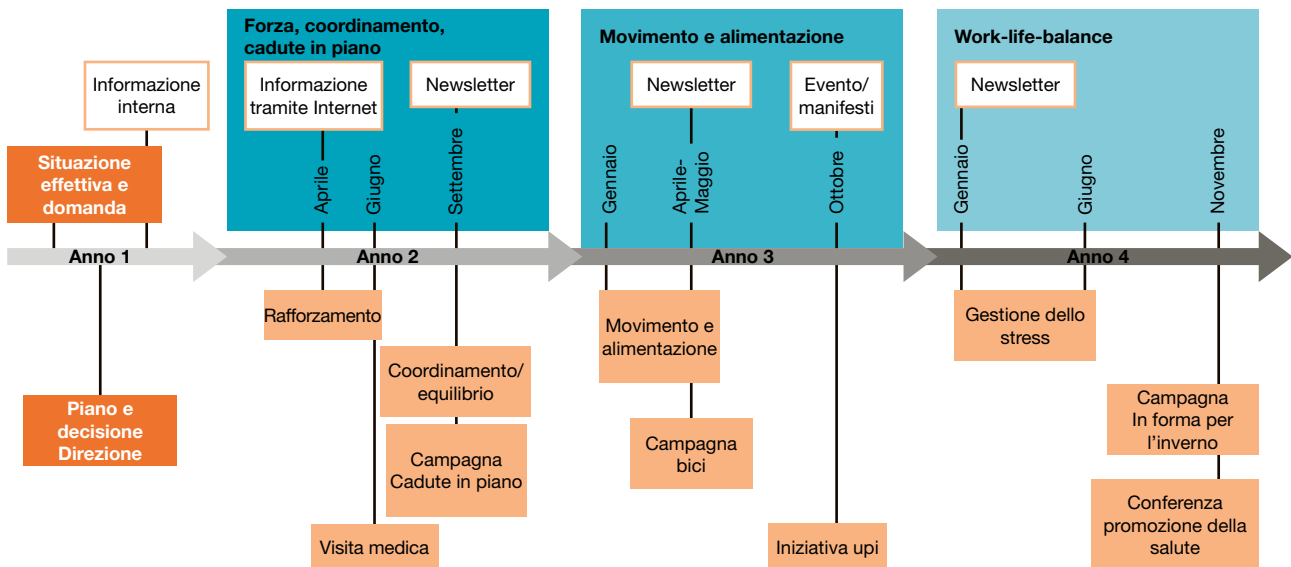 Forza, coordinamento,
cadute in piano
Movimento e alimentazione
Work-life-balance
Informazione
interna
Informazione
tramite Internet
Newsletter
Newsletter
Evento/
manifesti
Newsletter
Situazione
effettiva e
domanda
Aprile
Giugno
Settembre
Gennaio
Aprile-
Maggio
Ottobre
Gennaio
Giugno
Novembre
Anno 1
Anno 2
Anno 3
Anno 4
Rafforzamento
Movimento e
alimentazione
Gestione dello
stress
Coordinamento/
equilibrio
Piano e
decisione
Direzione
Campagna
In forma per
l’inverno
Campagna
Cadute in piano
Campagna
bici
Visita medica
Iniziativa upi
Conferenza
promozione della
salute